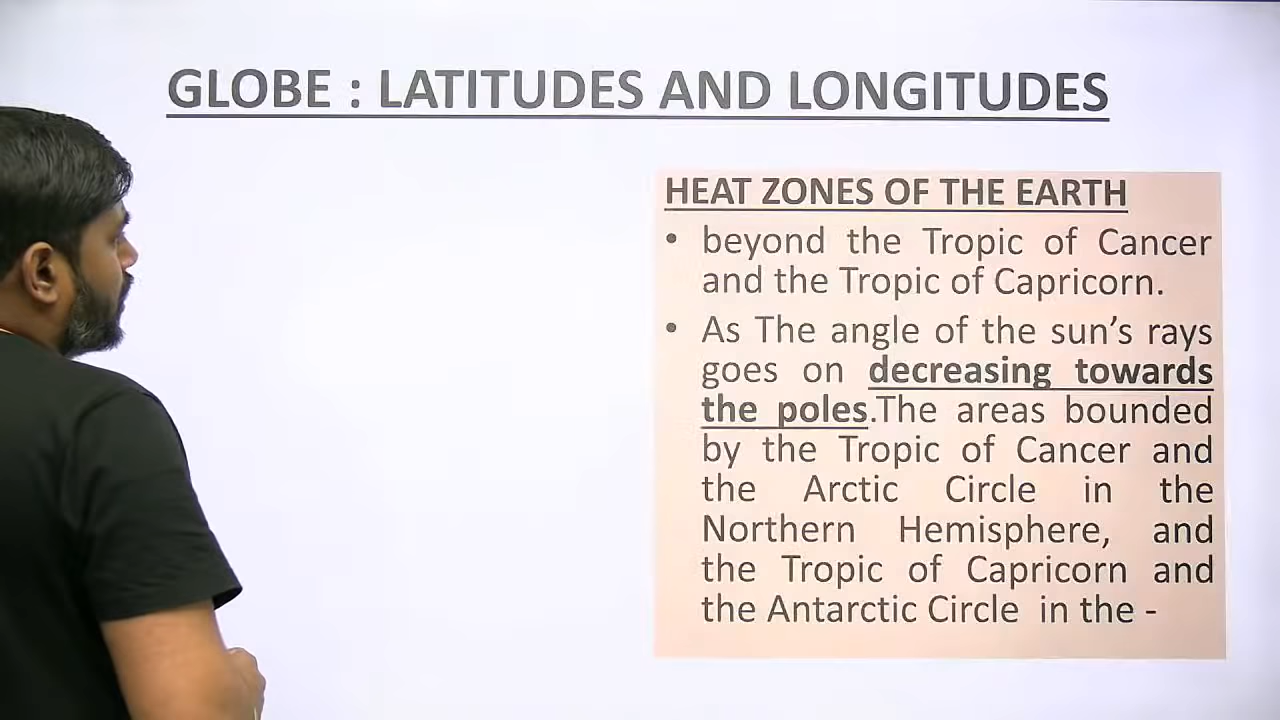 GLOBE : LATITUDES AND LONGITUDES
HEAT ZONES OF THE EARTH
• beyond the Tropic of Cancer
and the Tropic of Capricorn.
• As The angle of the sun's rays
goes on decreasing towards
the poles.The areas bounded
by the Tropic of Cancer and
the Arctic Circle in the
Northern Hemisphere, and
the Tropic of Capricorn and
the Antarctic Circle in the -